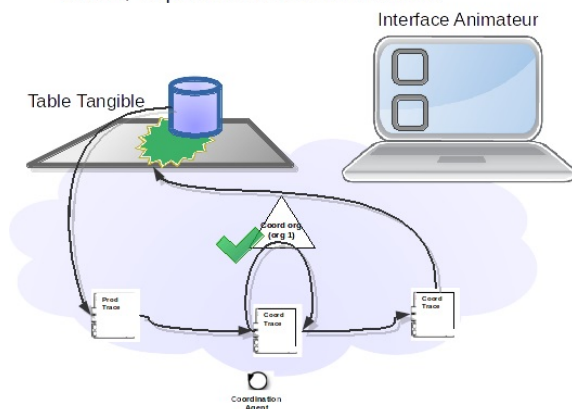 Interface Animateur
Table Tangible
Coord org
(org 1)
Prod
Trace
Coord
Trace
Coord
Trace
Coordination
Agent